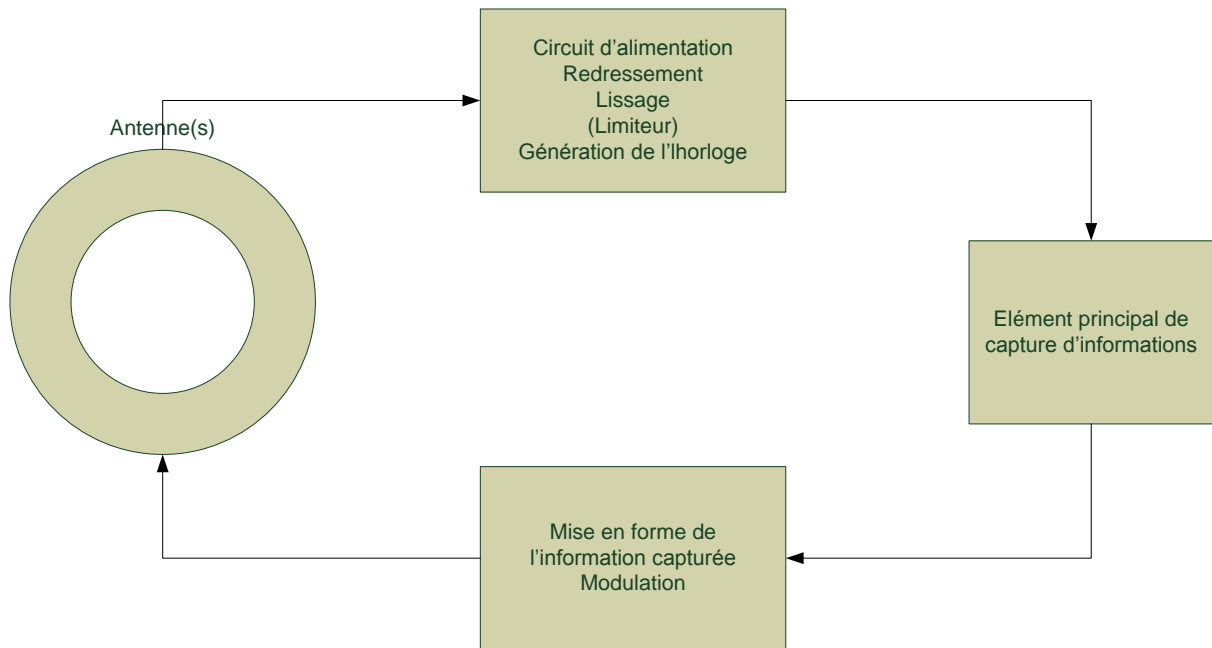 Antenne(s)
Circuit d’alimentation
Redressement
Lissage
(Limiteur)
Génération de l’lhorloge
Elément principal de
capture d’informations
Mise en forme de
l’information capturée
Modulation